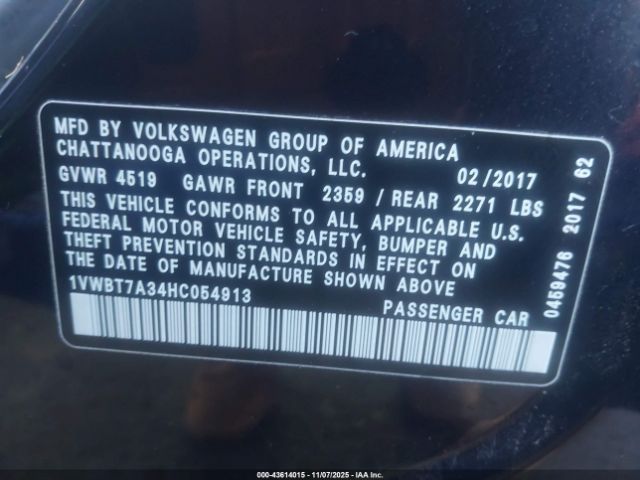 MFD BY VOLKSWAGEN GROUP OF AMERICA
CHATTANOOGA OPERATIONS, LLC. 02/2017
GVWR 4519 GAWR FRONT 2359 / REAR 2271 LBS
THIS VEHICLE CONFORMS TO ALL APPLICABLE U.S.
FEDERAL MOTOR VEHICLE SAFETY, BUMPER AND
THEFT PREVENTION STANDARDS IN EFFECT ON
THE DATE OF MANUFACTURE SHOWN ABOVE
1VWBT7A34HC054913 PASSENGER CAR
0459476 2017 62
000-43614015 - 11/07/2025 - IAA Inc.